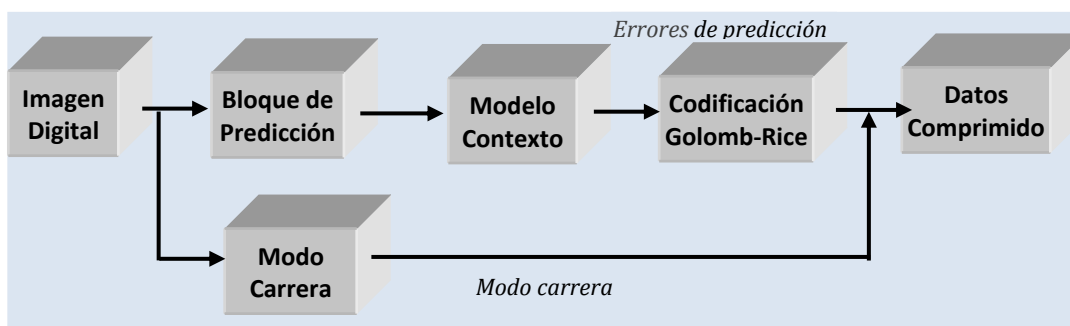 Errores de predicción
Imagen
Digital
Bloque de
Predicción
Modelo
Contexto
Codificación
Golomb-Rice
Datos
Comprimido
Modo
Carrera
Modo carrera